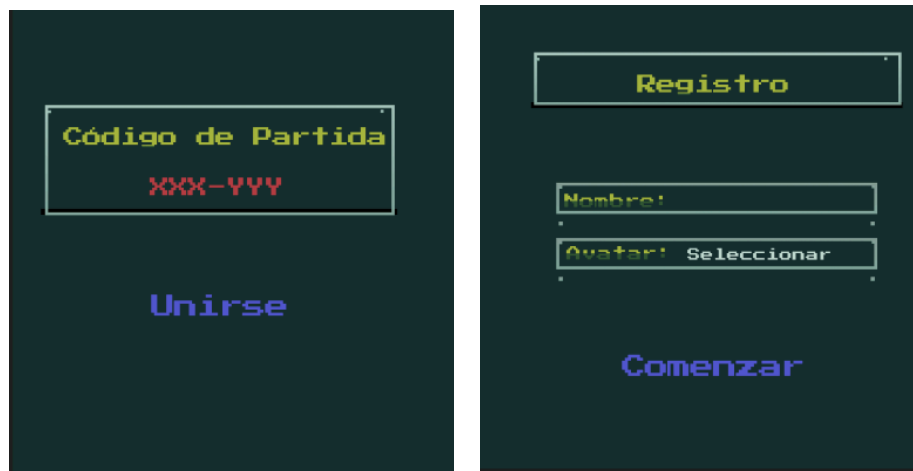 Código de Partida
XXX-YYY
Unirse
Registro
Nombre:
Avatar: Seleccionar
Comenzar